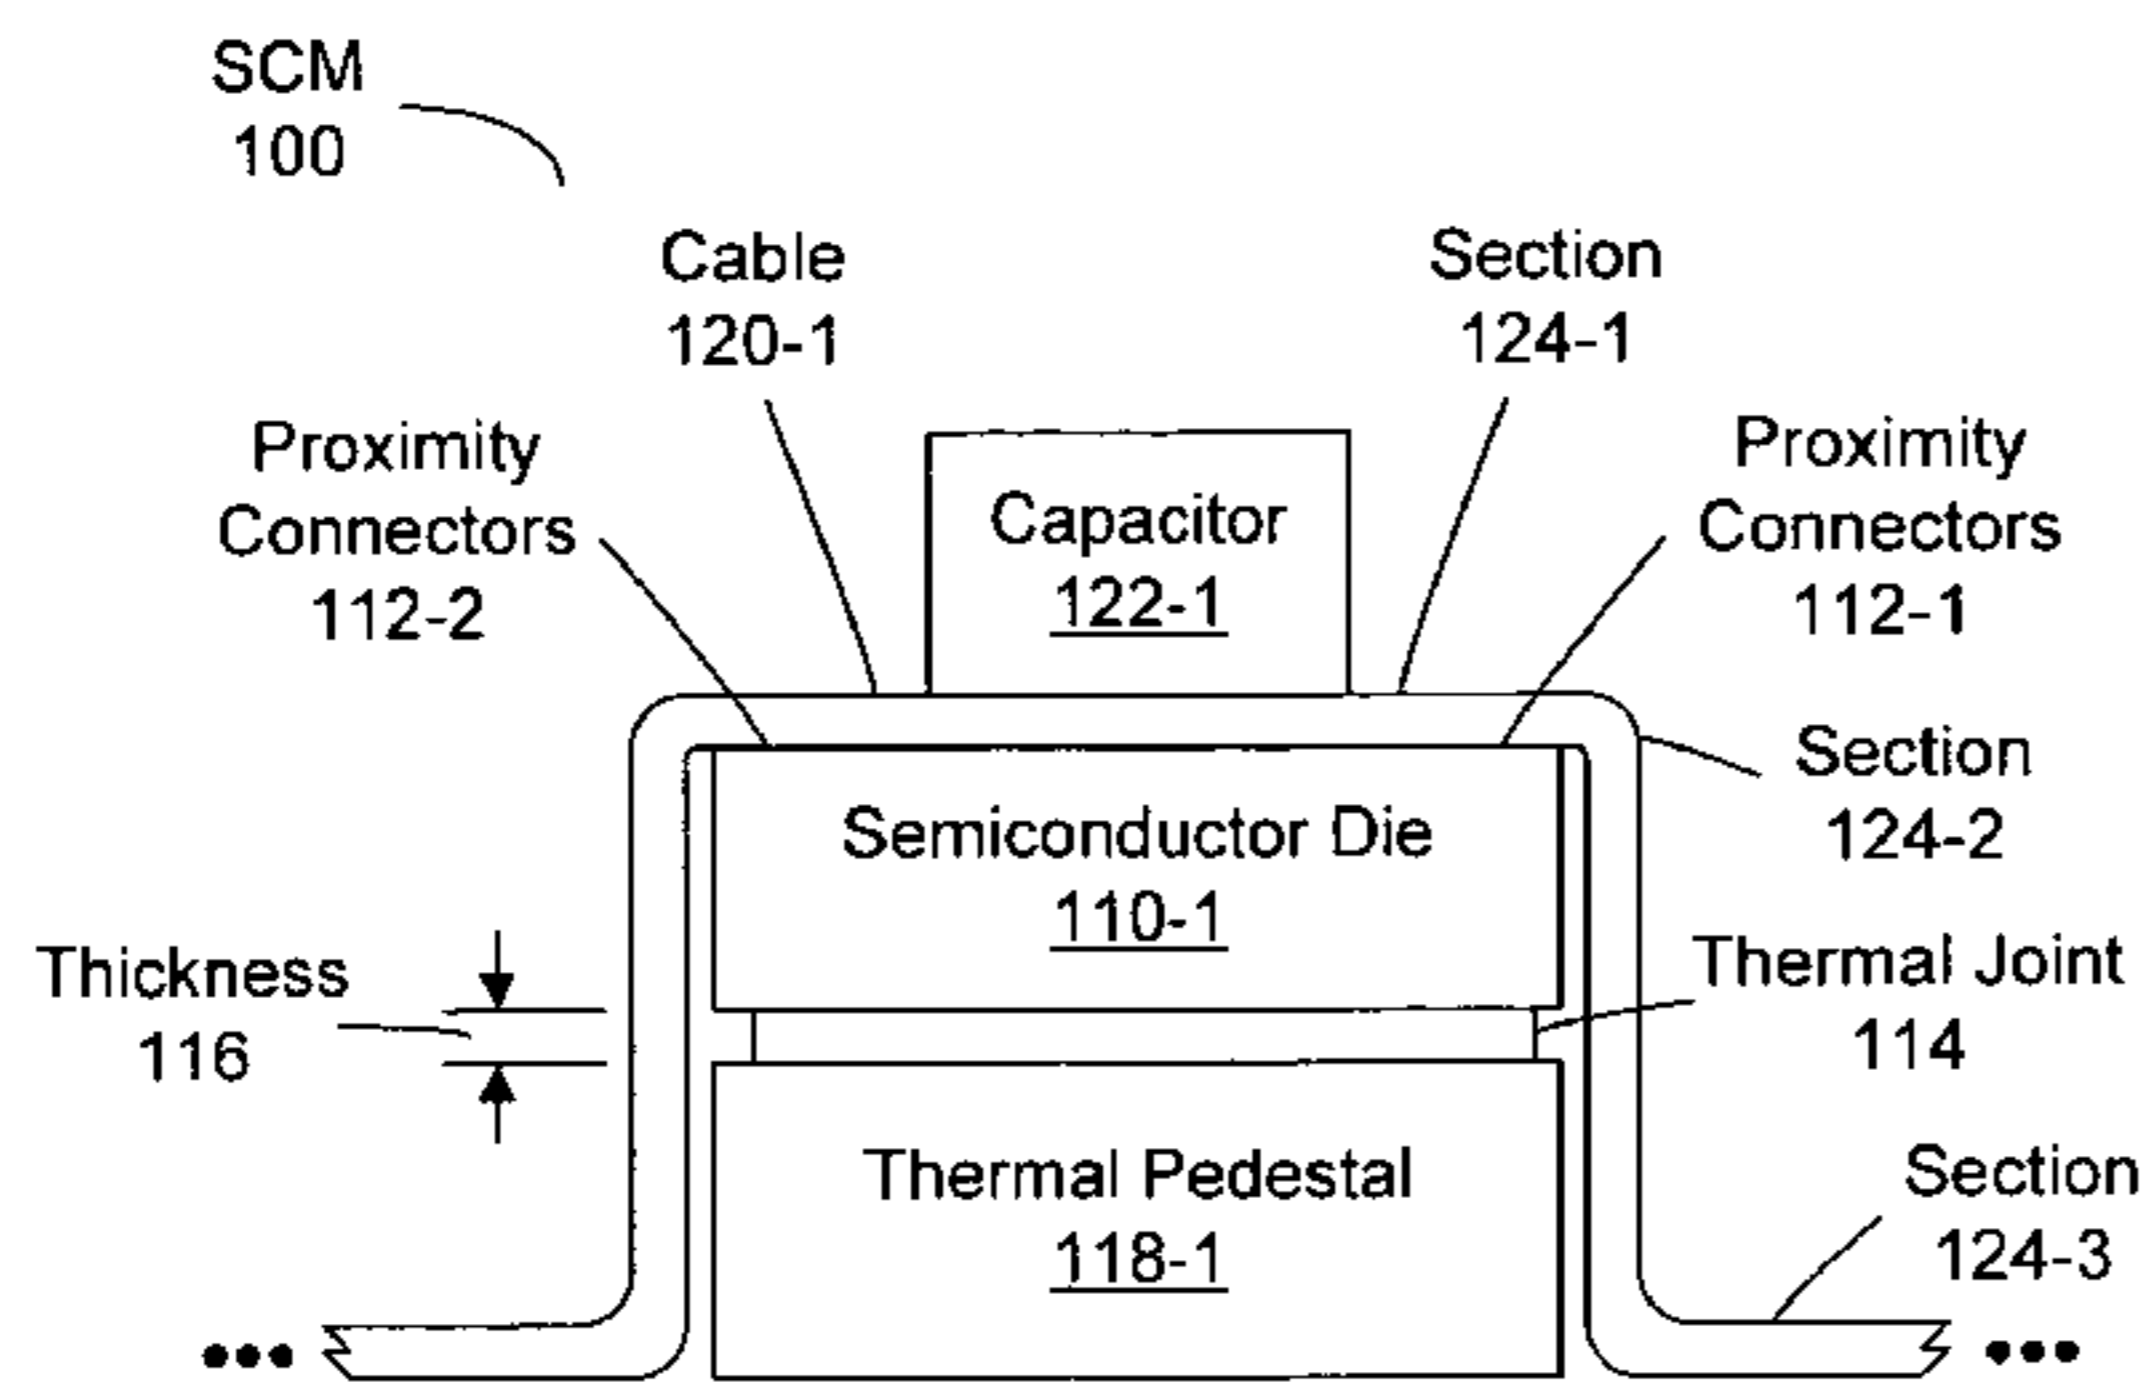 SCM
100
Cable
120-1
Section
124-1
Proximity
Connectors
112-2
Capacitor
122-1
Proximity
Connectors
112-1
Section
124-2
Semiconductor Die
110-1
Thickness
116
Thermal Joint
114
Thermal Pedestal
118-1
Section
124-3